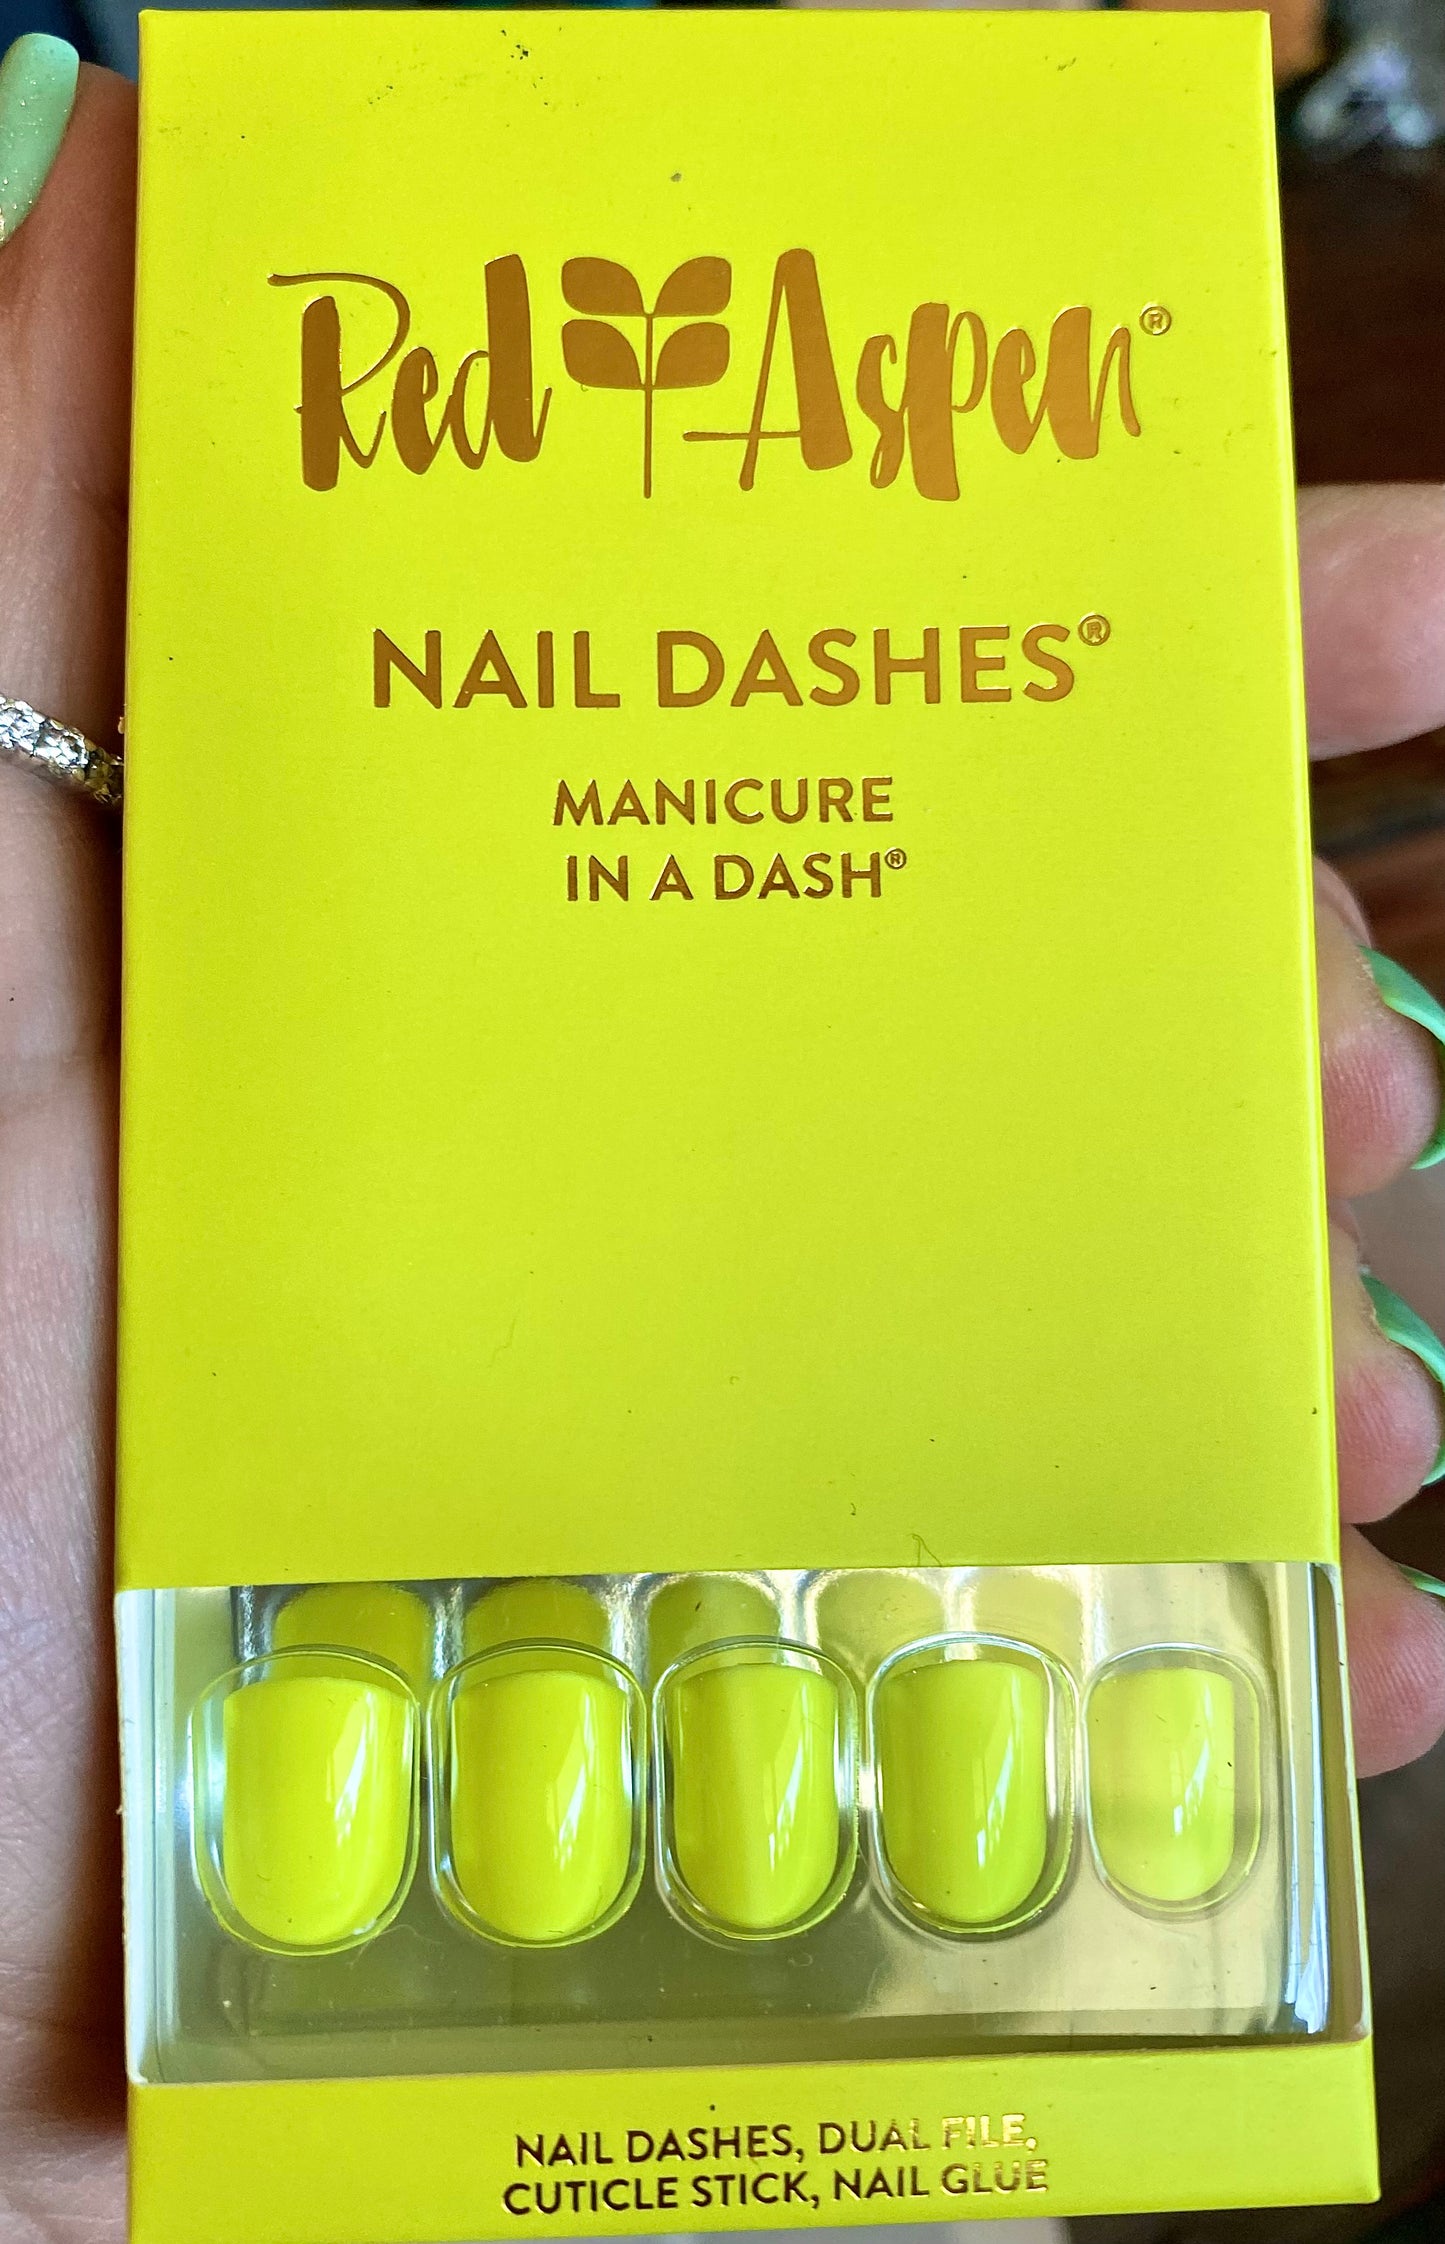 Red Aspen®
NAIL DASHES®
MANICURE
IN A DASH®
NAIL DASHES, DUAL FILE,
CUTICLE STICK, NAIL GLUE